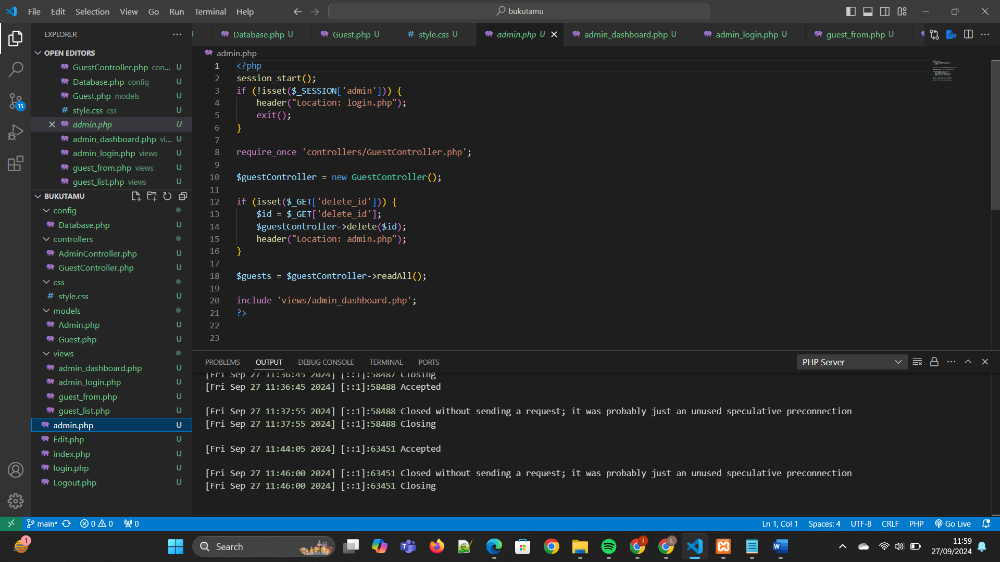 File Edit Selection View Go Run Terminal Help
bukutamu
EXPLORER
Database.php U
Guest.php U
# style.css U
admin.php U
admin_dashboard.php U
admin_login.php U
guest_from.php U
OPEN EDITORS
GuestController.php con... U
Database.php config U
Guest.php models U
# style.css css U
admin.php U
admin_dashboard.php vi... U
admin_login.php views U
guest_from.php views U
guest_list.php views U
BUKUTAMU
config
Database.php U
controllers
AdminController.php U
GuestController.php U
css
# style.css U
models
Admin.php U
Guest.php U
views
admin_dashboard.php U
admin_login.php U
guest_from.php U
guest_list.php U
admin.php U
Edit.php U
index.php U
login.php U
Logout.php U
15
admin.php
1 <?php
2 session_start();
3 if (!isset($_SESSION['admin'])) {
4 header("Location: login.php");
5 exit();
6 }
7
8 require_once 'controllers/GuestController.php';
9
10 $guestController = new GuestController();
11
12 if (isset($_GET['delete_id'])) {
13 $id = $_GET['delete_id'];
14 $guestController->delete($id);
15 header("Location: admin.php");
16 }
17
18 $guests = $guestController->readAll();
19
20 include 'views/admin_dashboard.php';
21 ?>
22
23
PROBLEMS OUTPUT DEBUG CONSOLE TERMINAL PORTS
PHP Server
[Fri Sep 27 11:36:45 2024] [::1]:58487 Closing
[Fri Sep 27 11:36:45 2024] [::1]:58488 Accepted
[Fri Sep 27 11:37:55 2024] [::1]:58488 Closed without sending a request; it was probably just an unused speculative preconnection
[Fri Sep 27 11:37:55 2024] [::1]:58488 Closing
[Fri Sep 27 11:44:05 2024] [::1]:63451 Accepted
[Fri Sep 27 11:46:00 2024] [::1]:63451 Closed without sending a request; it was probably just an unused speculative preconnection
[Fri Sep 27 11:46:00 2024] [::1]:63451 Closing
main* 0 0 0
Ln 1, Col 1 Spaces: 4 UTF-8 CRLF PHP Go Live
1
Search
11:59
27/09/2024